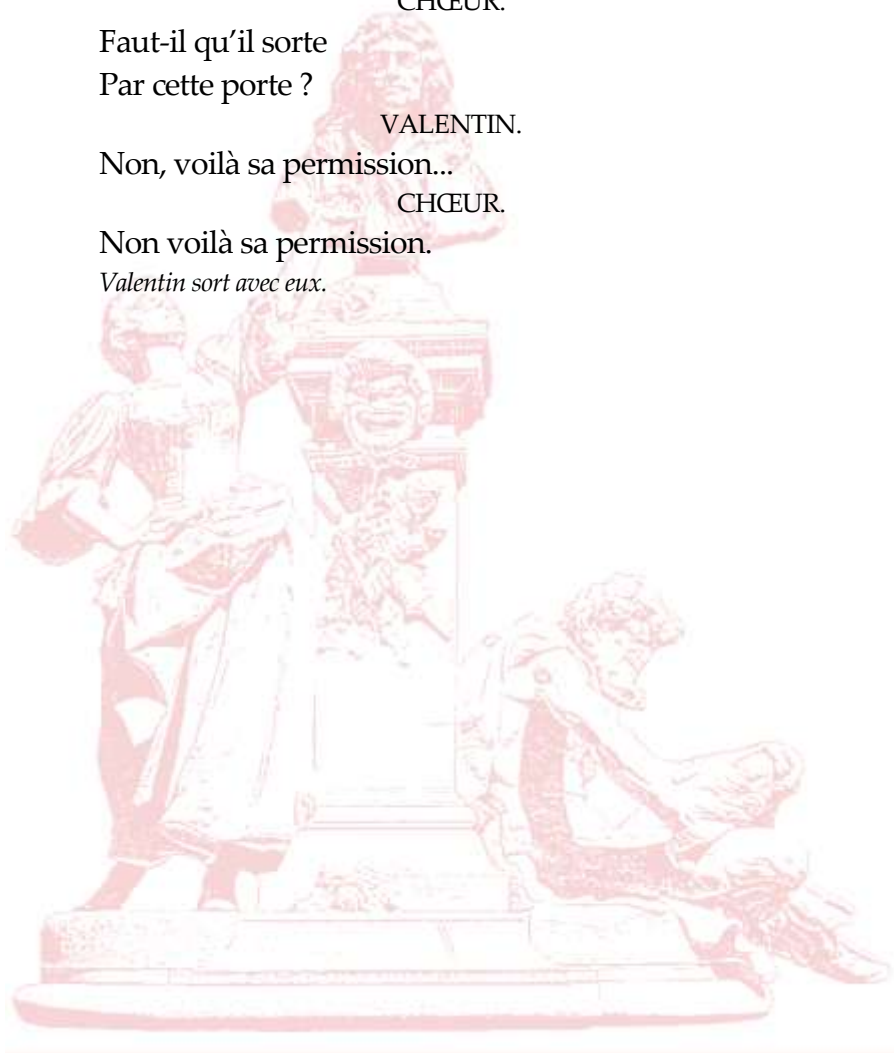 CHŒUR.
Faut-il qu’il sorte
Par cette porte ?
VALENTIN.
Non, voilà sa permission...
CHŒUR.
Non voilà sa permission.
Valentin sort avec eux.